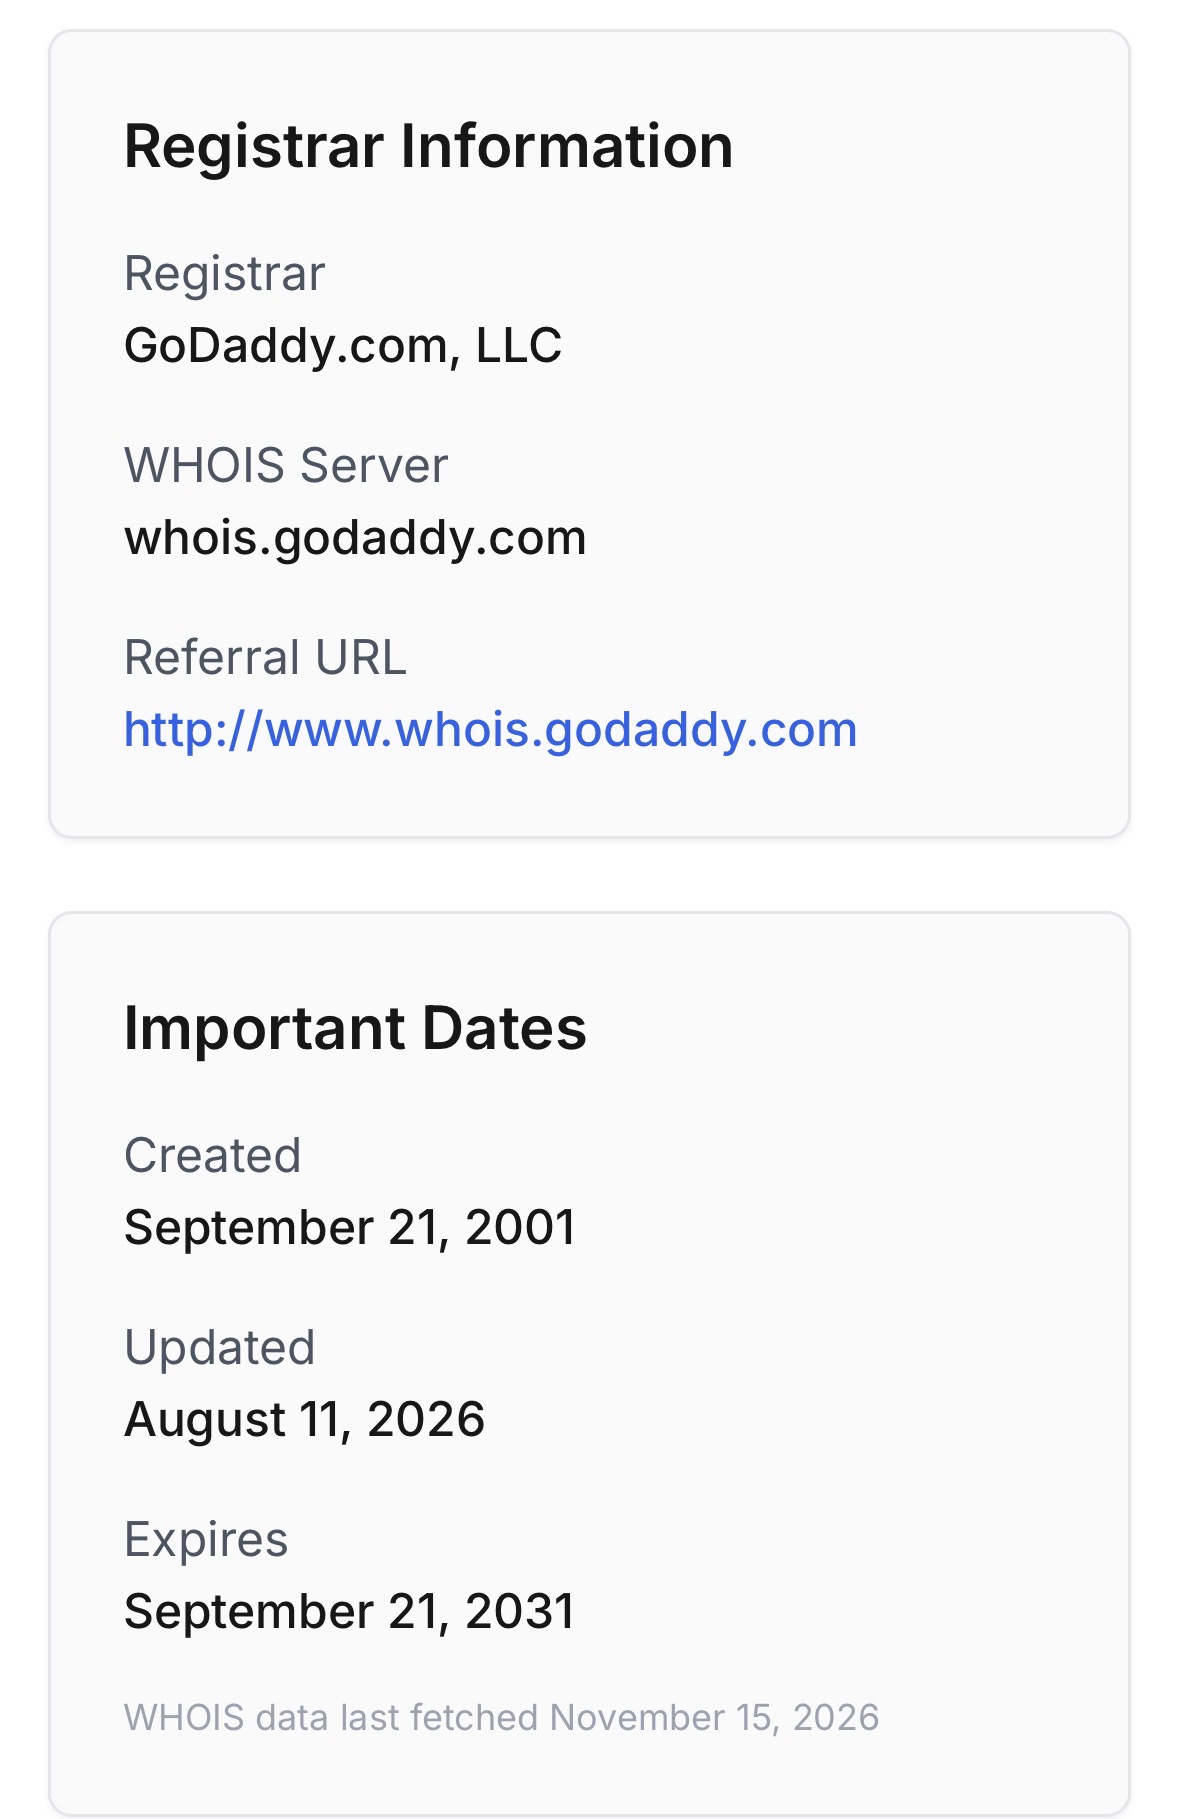 Registrar Information
Registrar
GoDaddy.com, LLC
WHOIS Server
whois.godaddy.com
Referral URL
http://www.whois.godaddy.com
Important Dates
Created
September 21, 2001
Updated
August 11, 2026
Expires
September 21, 2031
WHOIS data last fetched November 15, 2026